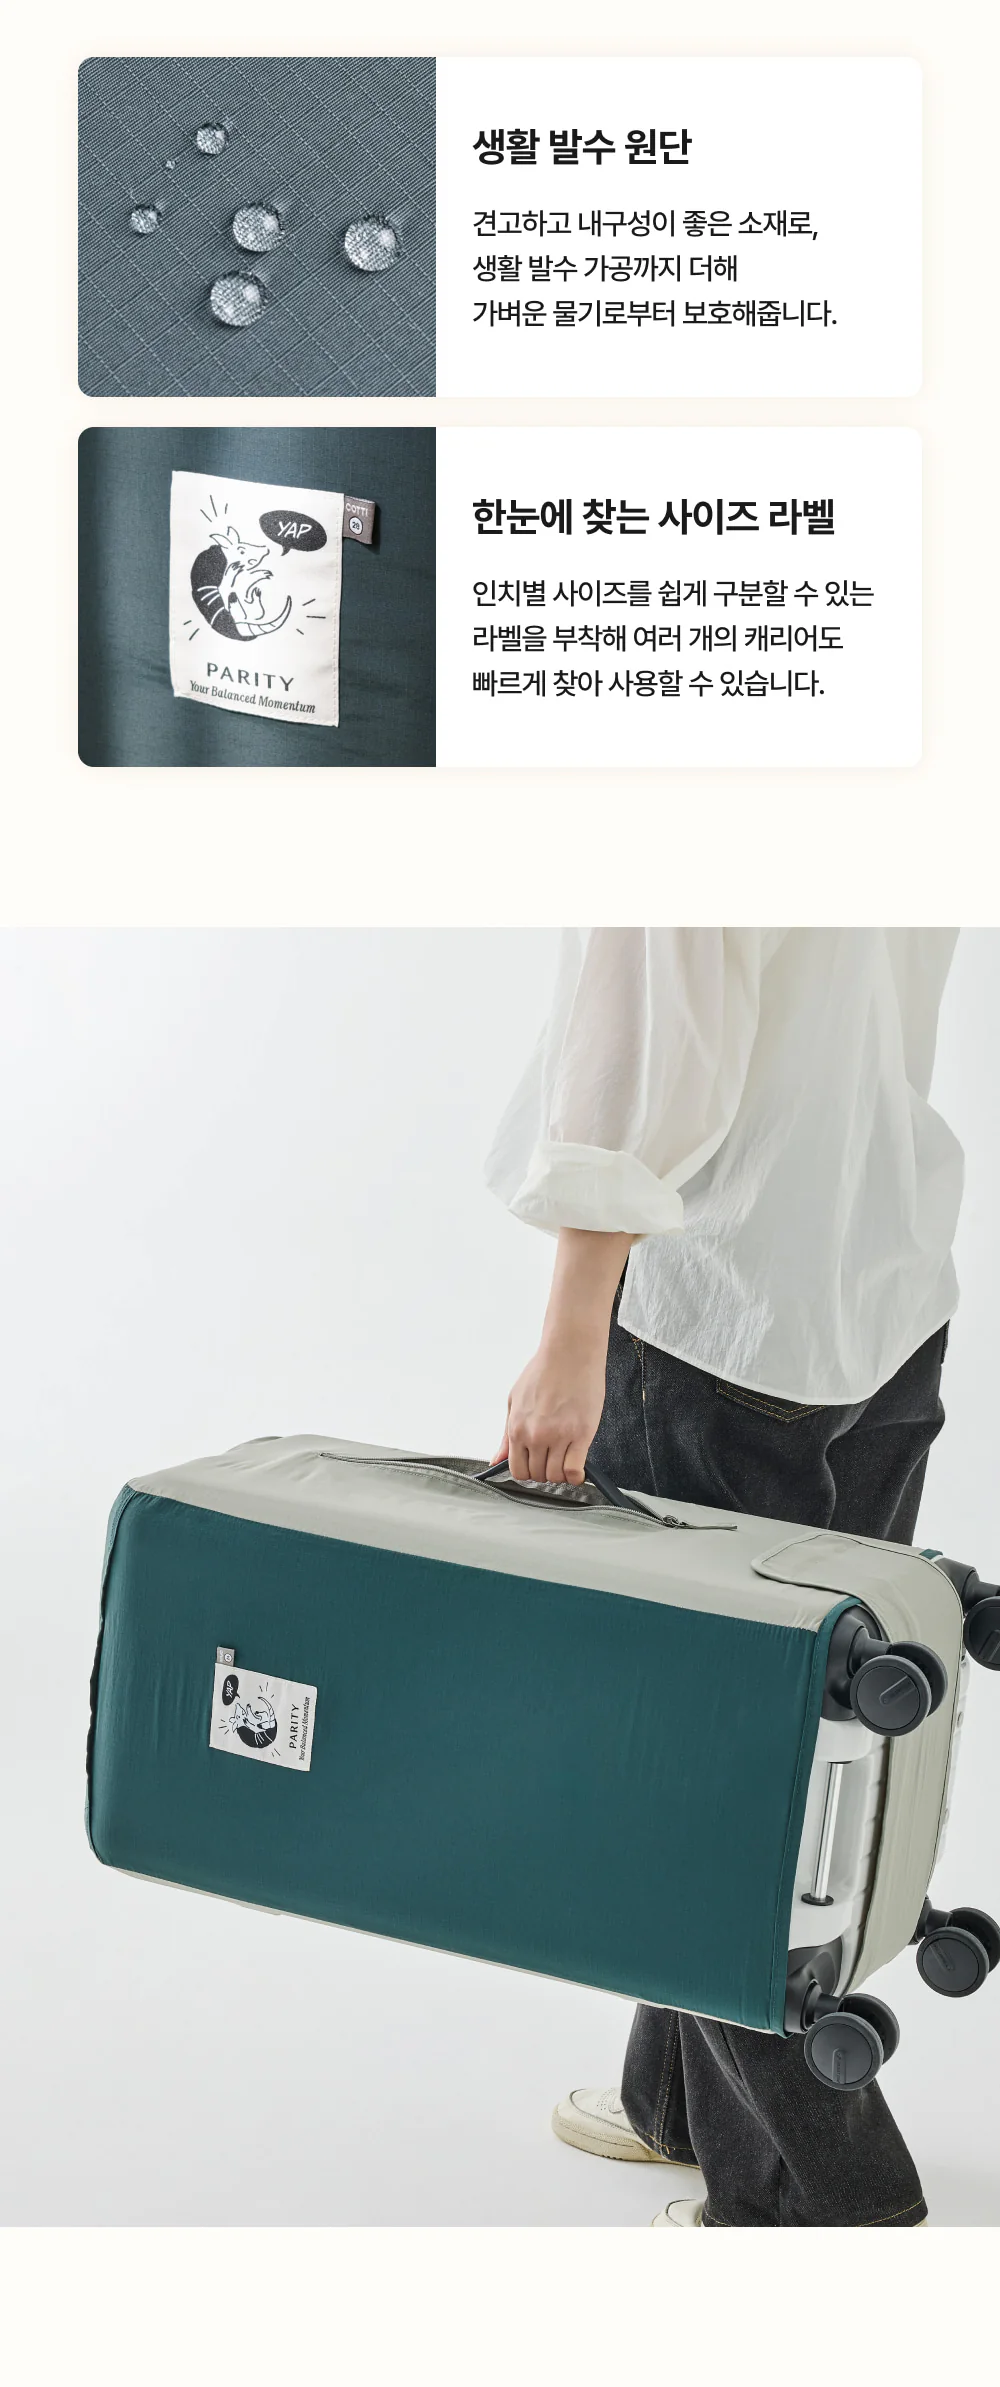 생활 발수 원단
견고하고 내구성이 좋은 소재로,
생활 발수 가공까지 더해
가벼운 물기로부터 보호해줍니다.
YAP
COTTI
28
PARITY
Your Balanced Momentum
한눈에 찾는 사이즈 라벨
인치별 사이즈를 쉽게 구분할 수 있는
라벨을 부착해 여러 개의 캐리어도
빠르게 찾아 사용할 수 있습니다.
YAP
PARITY
Your Balanced Momentum